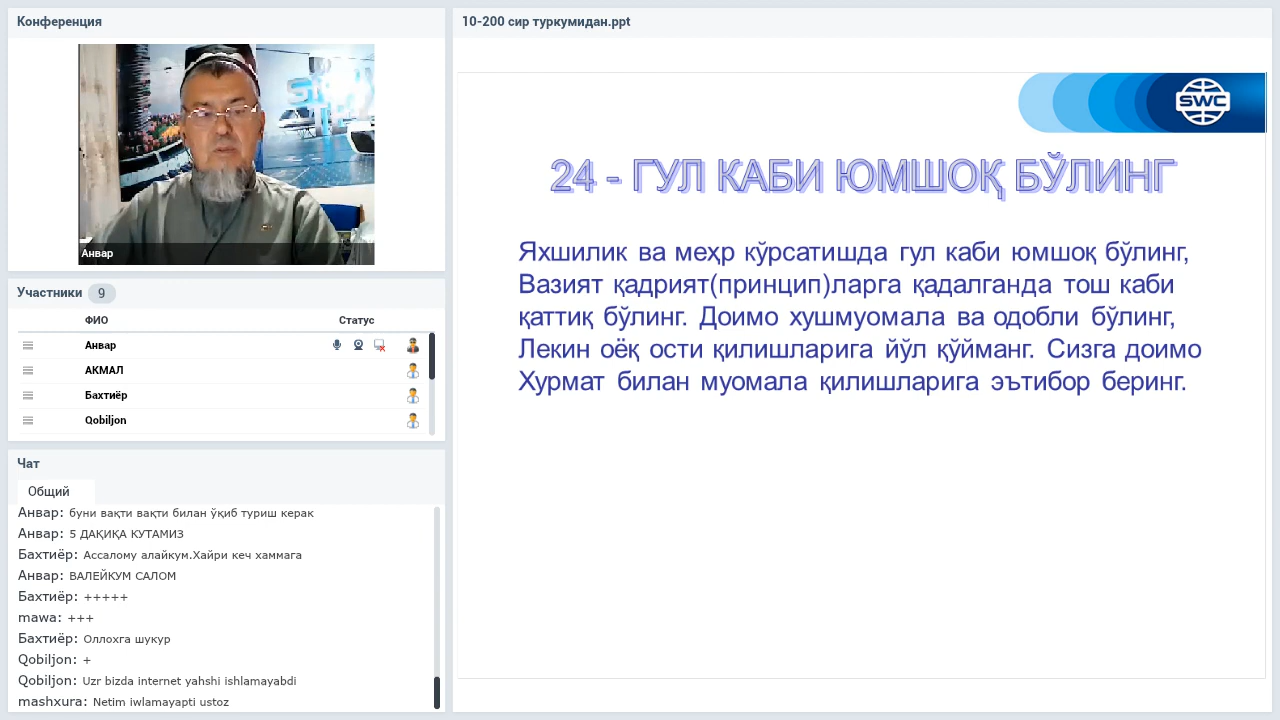 Конференция
Анвар
Участники 9
ФИО Статус
Анвар
АКМАЛ
Бахтиёр
Qobiljon
Чат
Общий
Анвар: буни вақти вақти билан ўқиб туриш керак
Анвар: 5 ДАҚИҚА КУТАМИЗ
Бахтиёр: Ассалому алайкум.Хайри кеч хаммага
Анвар: ВАЛЕЙКУМ САЛОМ
Бахтиёр: +++++
mawa: +++
Бахтиёр: Оллохга шукур
Qobiljon: +
Qobiljon: Uzr bizda internet yahshi ishlamayabdi
mashxura: Netim iwlamayapti ustoz
10-200 сир туркумидан.ppt
SWC
24 - ГУЛ КАБИ ЮМШОҚ БЎЛИНГ
Яхшилик ва меҳр кўрсатишда гул каби юмшоқ бўлинг,
Вазият қадрият(принцип)ларга қадалганда тош каби
қаттиқ бўлинг. Доимо хушмуомала ва одобли бўлинг,
Лекин оёқ ости қилишларига йўл қўйманг. Сизга доимо
Хурмат билан муомала қилишларига эътибор беринг.